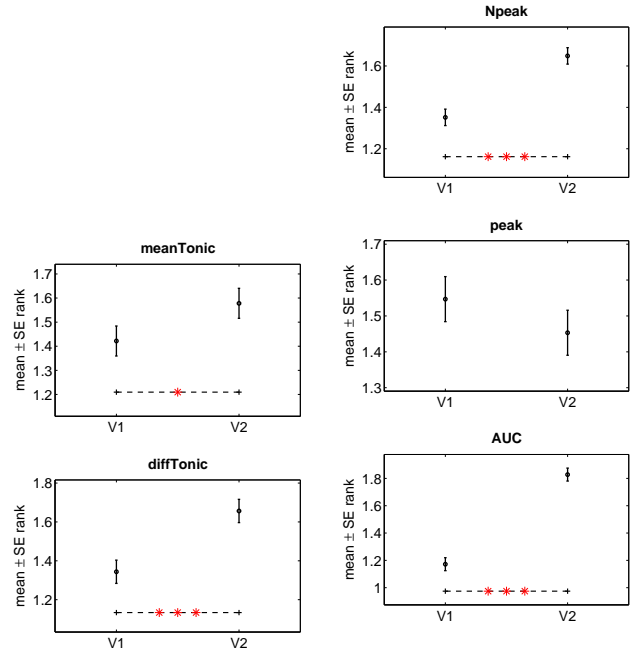 Npeak
mean ± SE rank
1.6
1.4
1.2
V1 V2
meanTonic
mean ± SE rank
1.7
1.6
1.5
1.4
1.3
1.2
V1 V2
peak
mean ± SE rank
1.7
1.6
1.5
1.4
1.3
V1 V2
diffTonic
mean ± SE rank
1.8
1.6
1.4
1.2
V1 V2
AUC
mean ± SE rank
1.8
1.6
1.4
1.2
1
V1 V2